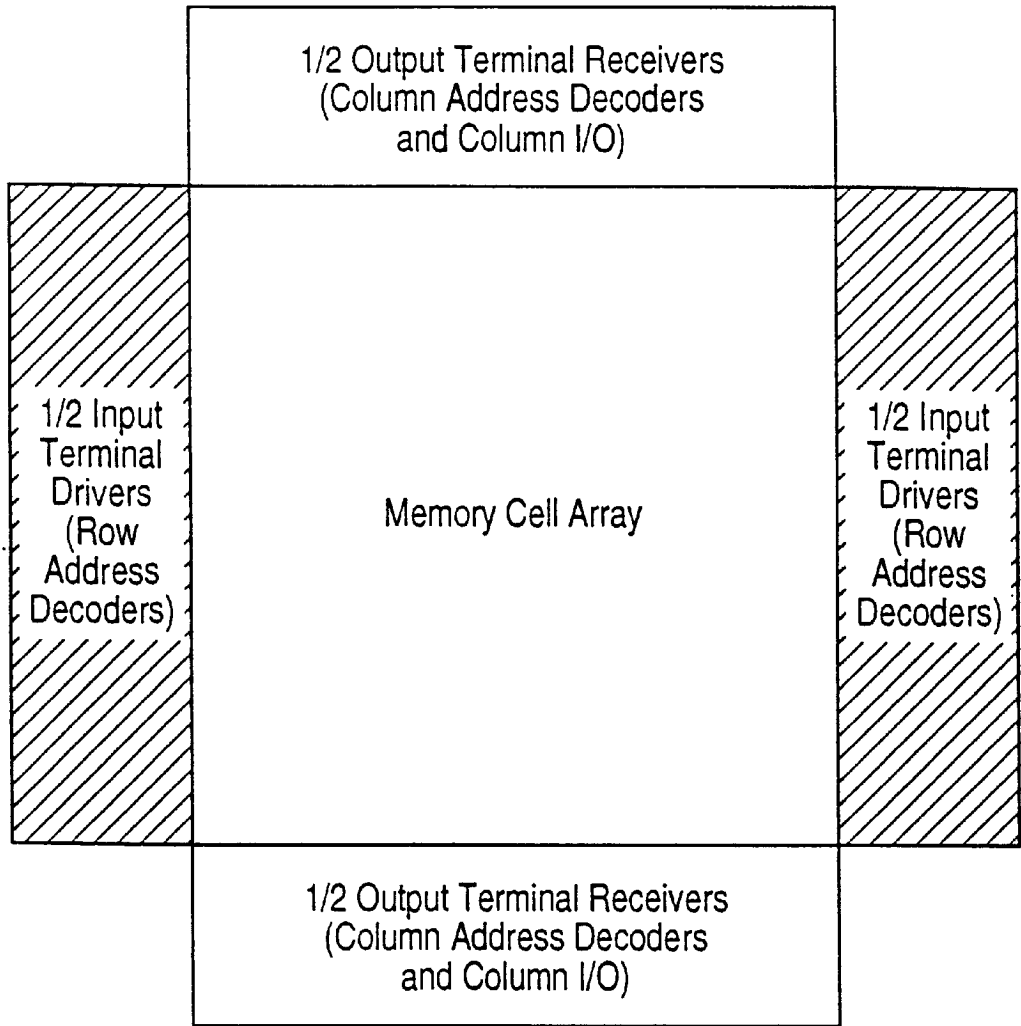 1/2 Output Terminal Receivers
(Column Address Decoders
and Column I/O)
1/2 Input
Terminal
Drivers
(Row
Address
Decoders)
Memory Cell Array
1/2 Input
Terminal
Drivers
(Row
Address
Decoders)
1/2 Output Terminal Receivers
(Column Address Decoders
and Column I/O)